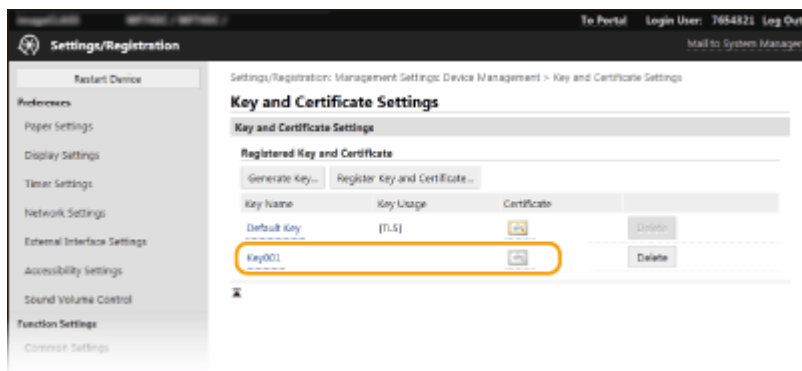 To Portal Login User: 7654321 Log Out
Settings/Registration
Mail to System Manager
Restart Device
Settings/Registration: Management Settings: Device Management > Key and Certificate Settings
Preferences
Key and Certificate Settings
Paper Settings
Key and Certificate Settings
Display Settings
Registered Key and Certificate
Timer Settings
Generate Key... Register Key and Certificate...
Network Settings
Key Name Key Usage Certificate
External Interface Settings
Default Key [TLS] Delete
Accessibility Settings
Key001 Delete
Sound Volume Control
Function Settings
Common Settings